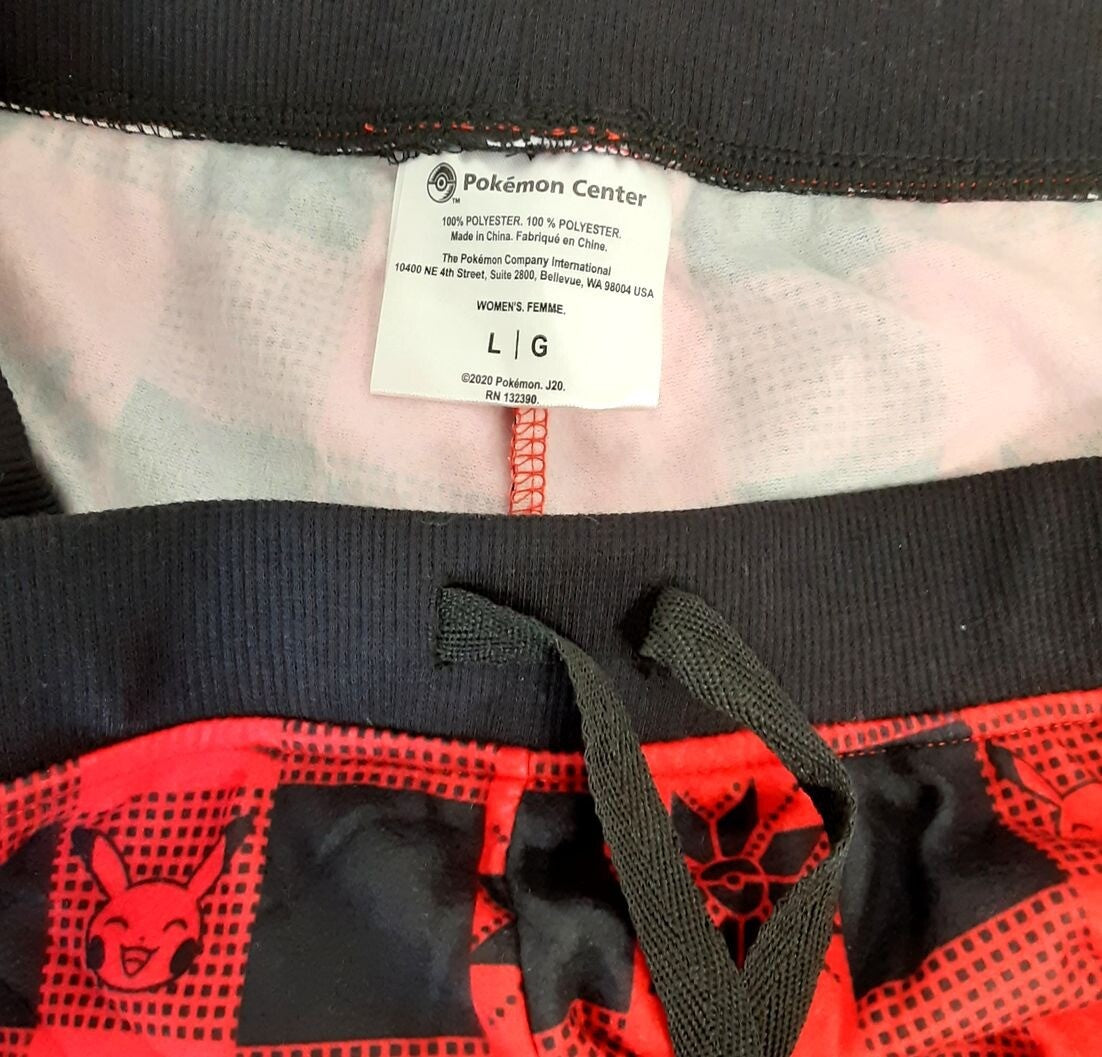 Pokémon Center
TM
100% POLYESTER. 100 % POLYESTER.
Made in China. Fabriqué en Chine.
The Pokémon Company International
10400 NE 4th Street, Suite 2800, Bellevue, WA 98004 USA
WOMEN'S. FEMME.
L | G
©2020 Pokémon. J20.
RN 132390.